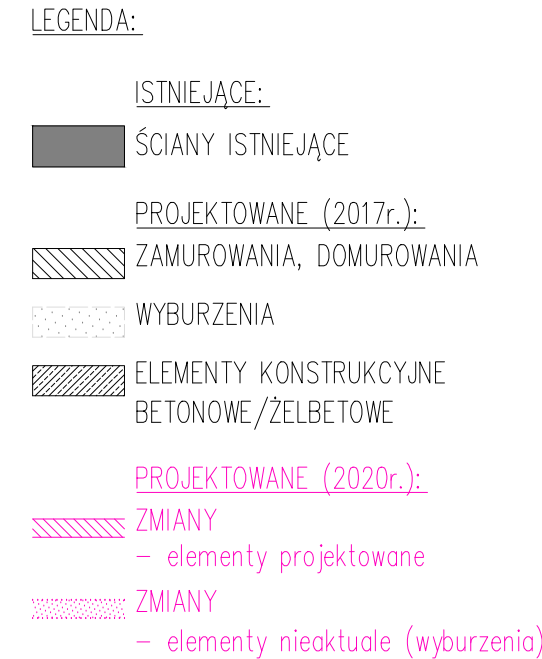 LEGENDA:
ISTNIEJĄCE:
ŚCIANY ISTNIEJĄCE
PROJEKTOWANE (2017r.):
ZAMUROWANIA, DOMUROWANIA
WYBURZENIA
ELEMENTY KONSTRUKCYJNE
BETONOWE/ŻELBETOWE
PROJEKTOWANE (2020r.):
ZMIANY
– elementy projektowane
ZMIANY
– elementy nieaktuale (wyburzenia)